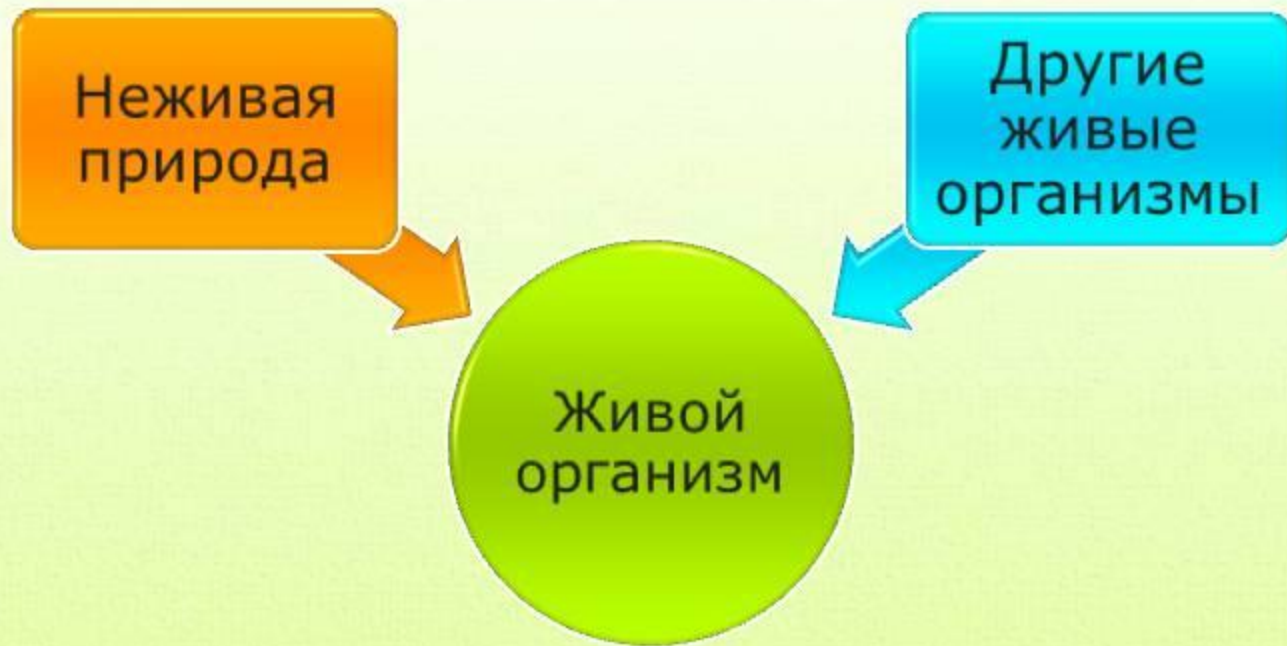 Неживая
природа
Другие
живые
организмы
Живой
организм